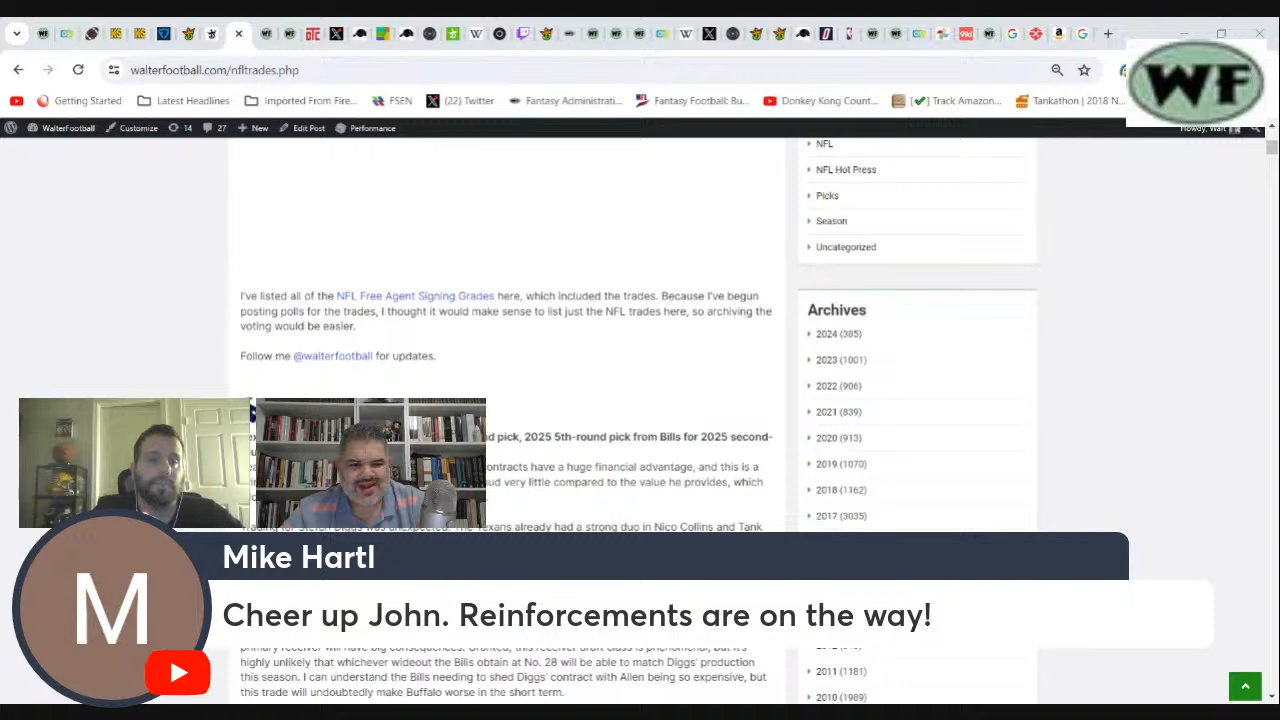 walterfootball.com/nfltrades.php
WF
Getting Started
Latest Headlines
Imported From Fire...
FSEN
(22) Twitter
Fantasy Administrati...
Fantasy Football: Bu...
Donkey Kong Count...
Track Amazon...
Tankathon | 2018 N...
WalterFootball
Customize
14
27
New
Edit Post
Performance
Howdy, Walt
NFL
NFL Hot Press
Picks
Season
Uncategorized
I've listed all of the NFL Free Agent Signing Grades here, which included the trades. Because I've begun
posting polls for the trades, I thought it would make sense to list just the NFL trades here, so archiving the
voting would be easier.
Follow me @walterfootball for updates.
Archives
2024 (385)
2023 (1001)
2022 (906)
2021 (839)
2020 (913)
2019 (1070)
2018 (1162)
2017 (3035)
pick, 2025 5th-round pick from Bills for 2025 second-
contracts have a huge financial advantage, and this is a
very little compared to the value he provides, which
Trading for Stefon Diggs was unexpected. The Texans already had a strong duo in Nico Collins and Tank
M
Mike Hartl
Cheer up John. Reinforcements are on the way!
primary receiver will have big consequences. Granted, this receiver draft class is phenomenal, but it's
highly unlikely that whichever wideout the Bills obtain at No. 28 will be able to match Diggs' production
this season. I can understand the Bills needing to shed Diggs' contract with Allen being so expensive, but
this trade will undoubtedly make Buffalo worse in the short term.
2011 (1181)
2010 (1989)